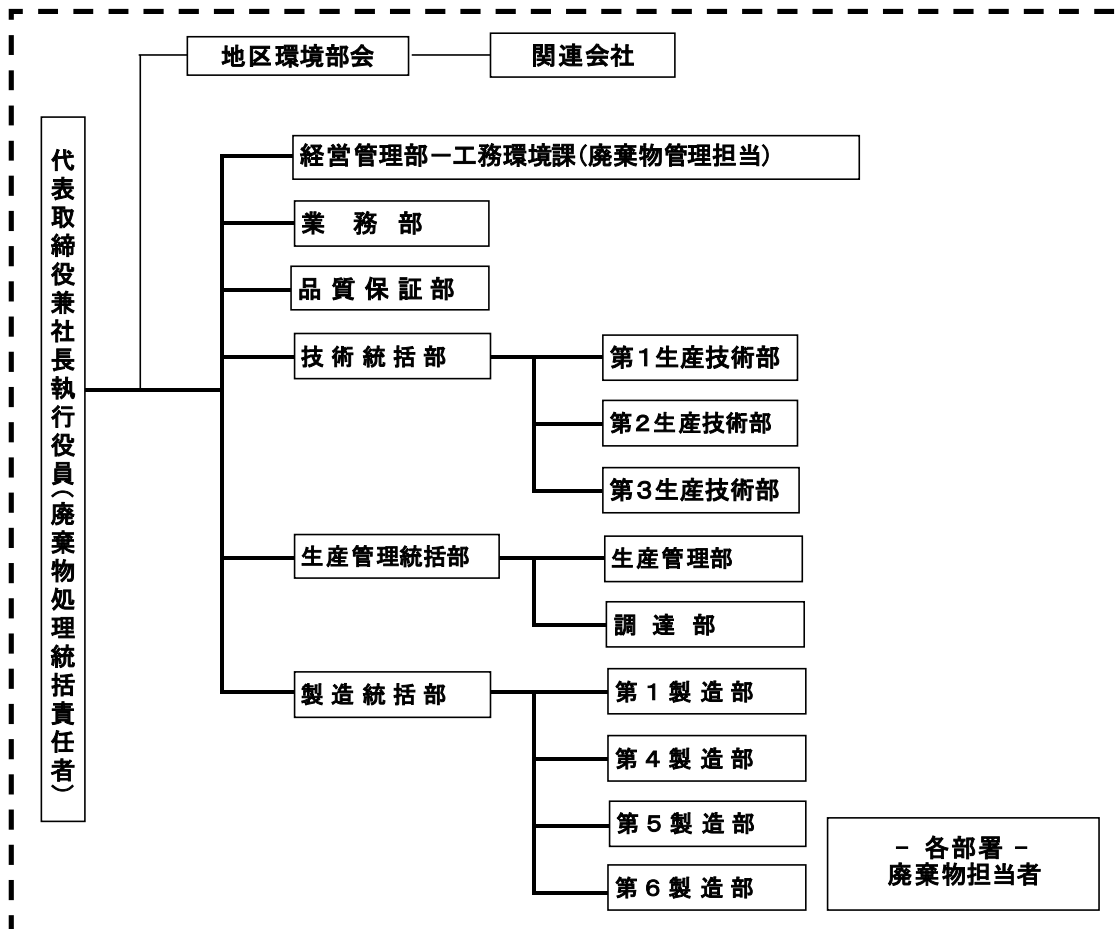 地区環境部会
関連会社
代表取締役兼社長執行役員(廃棄物処理統括責任者)
経営管理部－工務環境課(廃棄物管理担当)
業務部
品質保証部
技術統括部
第1生産技術部
第2生産技術部
第3生産技術部
生産管理統括部
生産管理部
調達部
製造統括部
第1製造部
第4製造部
第5製造部
第6製造部
- 各部署 -
廃棄物担当者